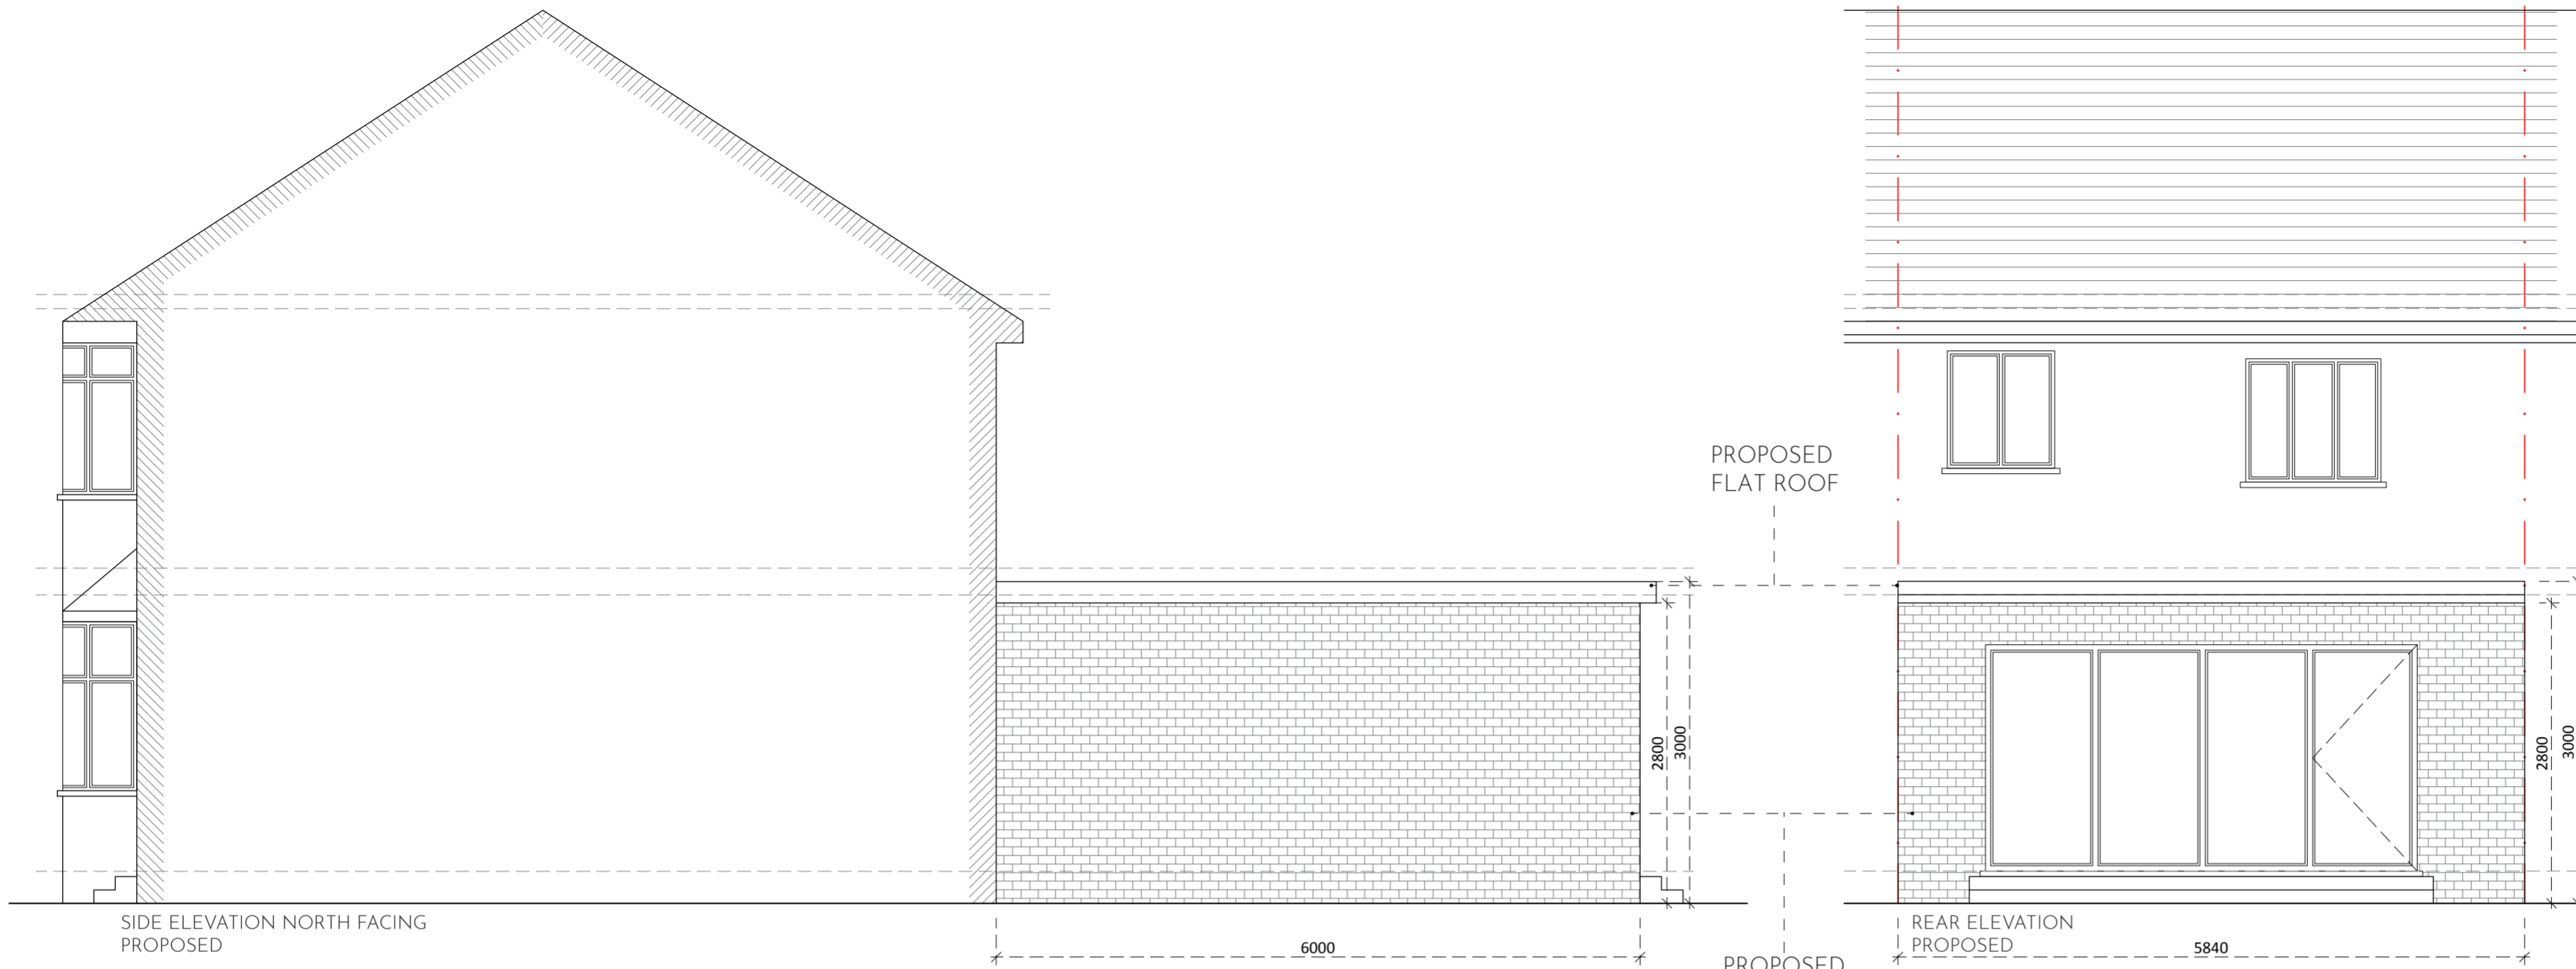 PROPOSED
FLAT ROOF
2800
3000
2800
3000
SIDE ELEVATION NORTH FACING
PROPOSED
6000
REAR ELEVATION
PROPOSED
5840
PROPOSED